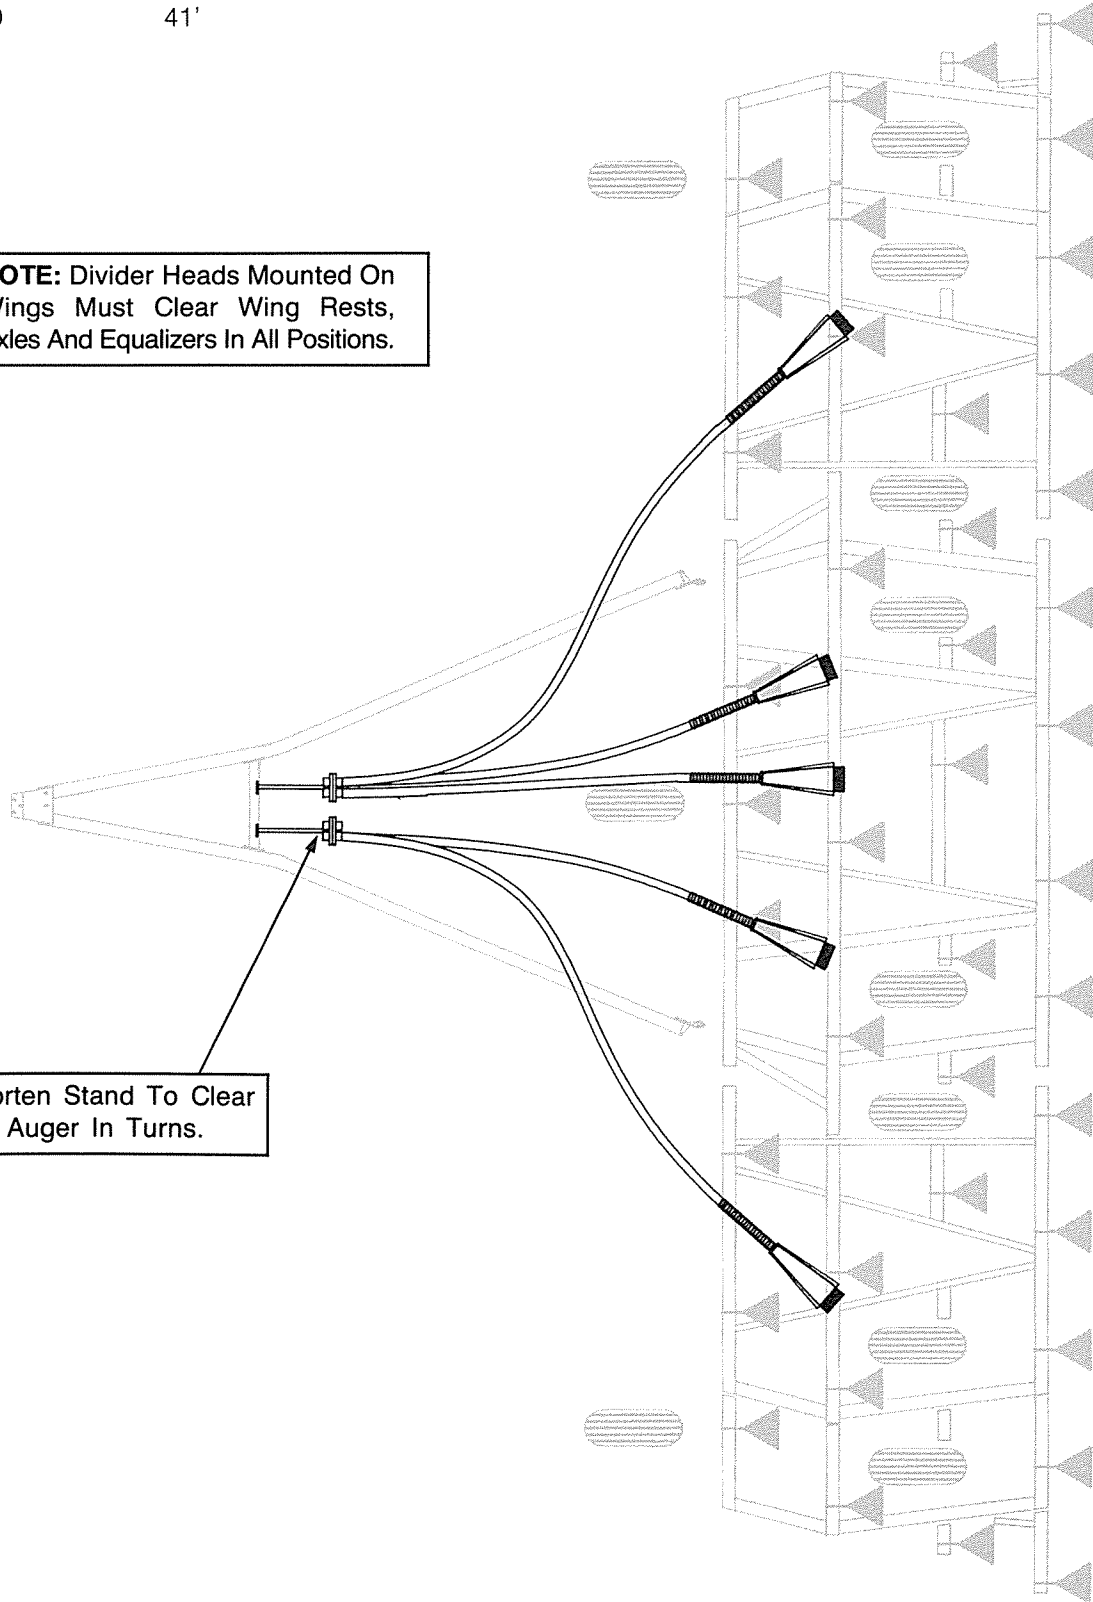 41'
OTE: Divider Heads Mounted On
Wings Must Clear Wing Rests,
xles And Equalizers In All Positions.
orten Stand To Clear
Auger In Turns.